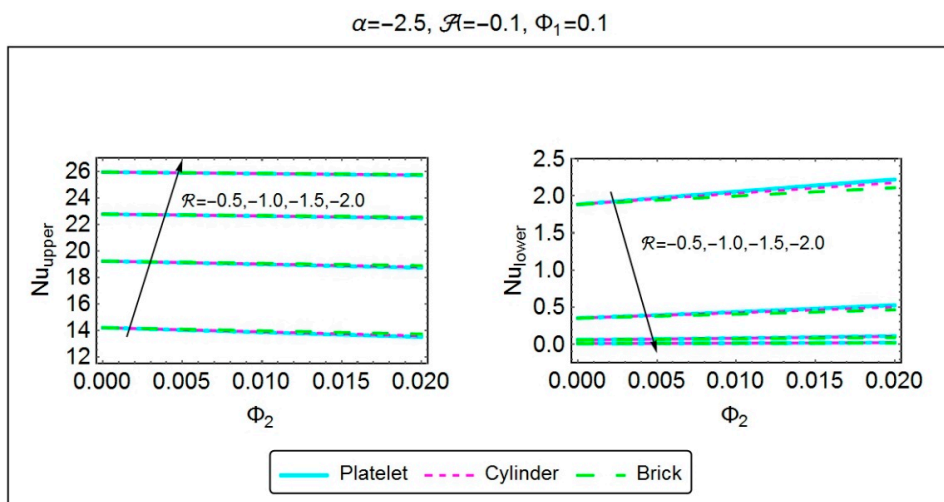 α=−2.5, 𝒜=−0.1, Φ₁=0.1
Nu_upper
26
24
22
20
18
16
14
12
ℛ=−0.5,−1.0,−1.5,−2.0
0.000 0.005 0.010 0.015 0.020
Φ₂
Nu_lower
2.5
2.0
1.5
1.0
0.5
0.0
ℛ=−0.5,−1.0,−1.5,−2.0
0.000 0.005 0.010 0.015 0.020
Φ₂
Platelet Cylinder Brick